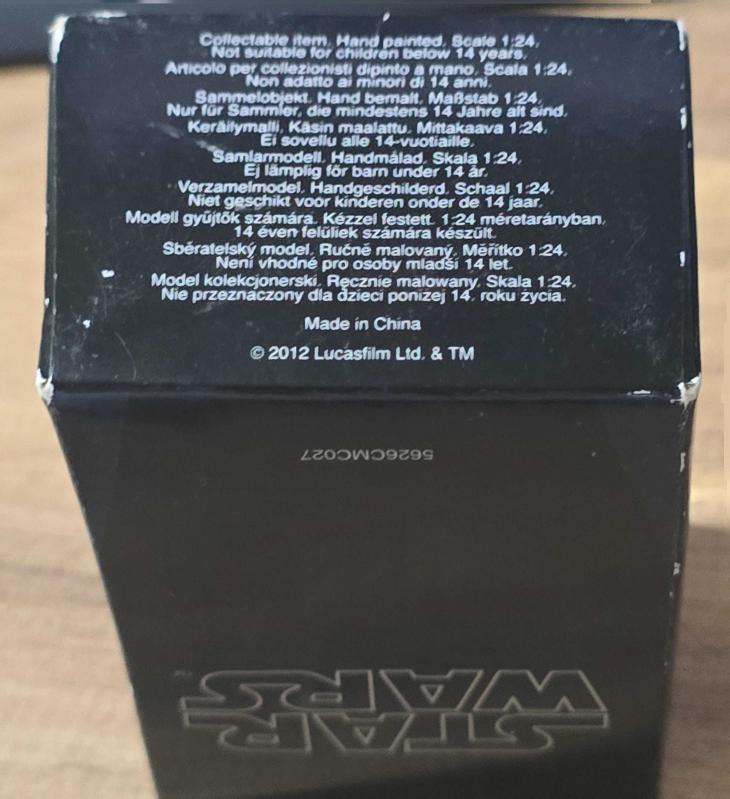 Collectable item. Hand painted. Scale 1:24.
Not suitable for children below 14 years.
Articolo per collezionisti dipinto a mano. Scala 1:24.
Non adatto ai minori di 14 anni.
Sammelobjekt. Hand bemalt. Maßstab 1:24.
Nur für Sammler, die mindestens 14 Jahre alt sind.
Keräilymalli. Käsin maalattu. Mittakaava 1:24.
Ei sovellu alle 14-vuotiaille.
Samlarmodell. Handmålad. Skala 1:24.
Ej lämplig för barn under 14 år.
Verzamelmodel. Handgeschilderd. Schaal 1:24.
Niet geschikt voor kinderen onder de 14 jaar.
Modell gyűjtők számára. Kézzel festett. 1:24 méretarányban.
14 éven felüliek számára készült.
Sběratelský model. Ručně malovaný. Měřítko 1:24.
Není vhodné pro osoby mladší 14 let.
Model kolekcjonerski. Ręcznie malowany. Skala 1:24.
Nie przeznaczony dla dzieci poniżej 14. roku życia.
Made in China
© 2012 Lucasfilm Ltd. & TM
5626CMC027
STAR
WARS